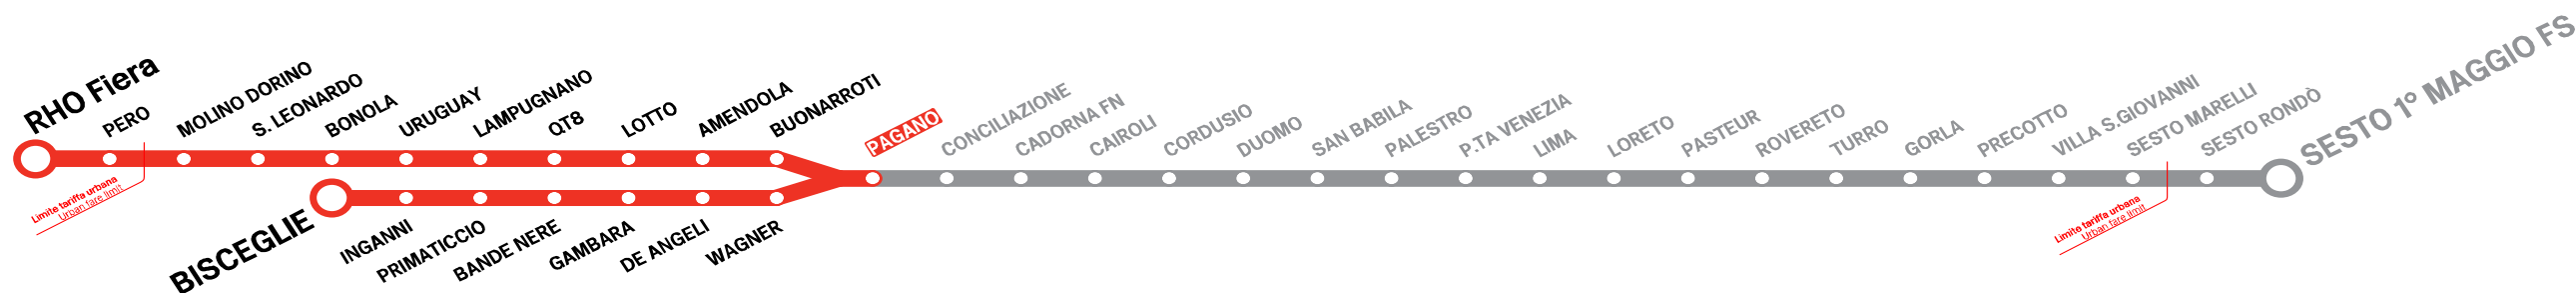 RHO Fiera
PERO
MOLINO DORINO
S. LEONARDO
BONOLA
URUGUAY
LAMPUGNANO
QT8
LOTTO
AMENDOLA
BUONARROTI
PAGANO
CONCILIAZIONE
CADORNA FN
CAIROLI
CORDUSIO
DUOMO
SAN BABILA
PALESTRO
P.TA VENEZIA
LIMA
LORETO
PASTEUR
ROVERETO
TURRO
GORLA
PRECOTTO
VILLA S.GIOVANNI
SESTO MARELLI
SESTO RONDÒ
SESTO 1° MAGGIO FS
Limite tariffa urbana
Urban fare limit
BISCEGLIE
INGANNI
PRIMATICCIO
BANDE NERE
GAMBARA
DE ANGELI
WAGNER
Limite tariffa urbana
Urban fare limit